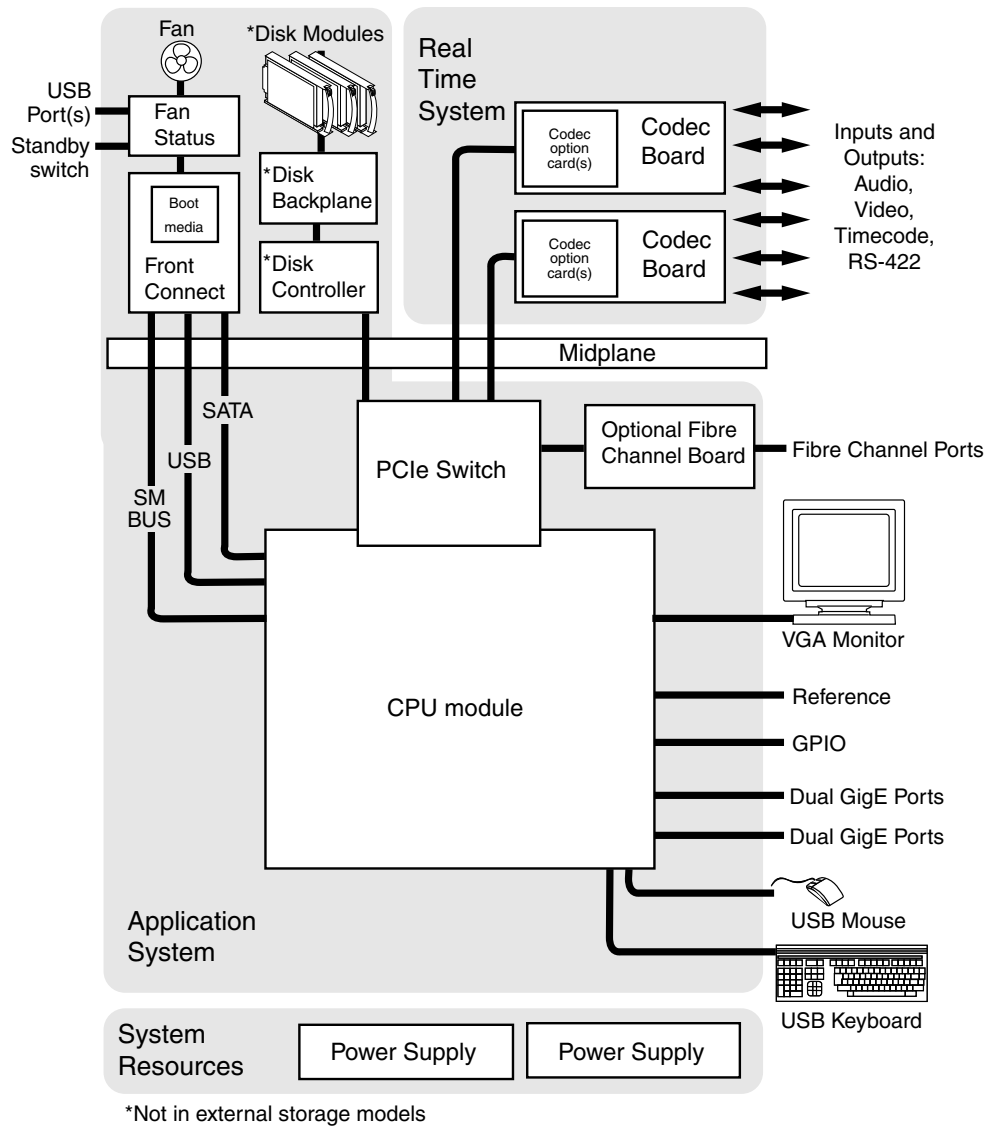 Fan
*Disk Modules
USB
Port(s)
Standby
switch
Fan
Status
*Disk
Backplane
Boot
media
Front
Connect
*Disk
Controller
Real
Time
System
Codec
option
card(s)
Codec
Board
Codec
option
card(s)
Codec
Board
Inputs and
Outputs:
Audio,
Video,
Timecode,
RS-422
Midplane
SATA
USB
SM
BUS
PCIe Switch
Optional Fibre
Channel Board
Fibre Channel Ports
VGA Monitor
CPU module
Reference
GPIO
Dual GigE Ports
Dual GigE Ports
USB Mouse
USB Keyboard
Application
System
System
Resources
Power Supply
Power Supply
*Not in external storage models